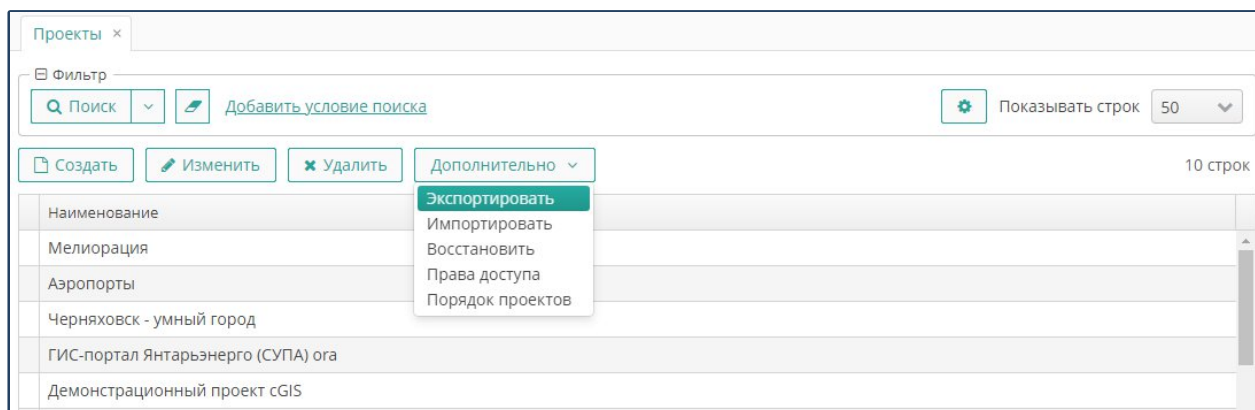 Проекты ×
Фильтр
Поиск
Добавить условие поиска
Показывать строк 50
Создать Изменить Удалить Дополнительно
10 строк
Экспортировать
Импортировать
Восстановить
Права доступа
Порядок проектов
Наименование
Мелиорация
Аэропорты
Черняховск - умный город
ГИС-портал Янтарьэнерго (СУПА) ora
Демонстрационный проект cGIS